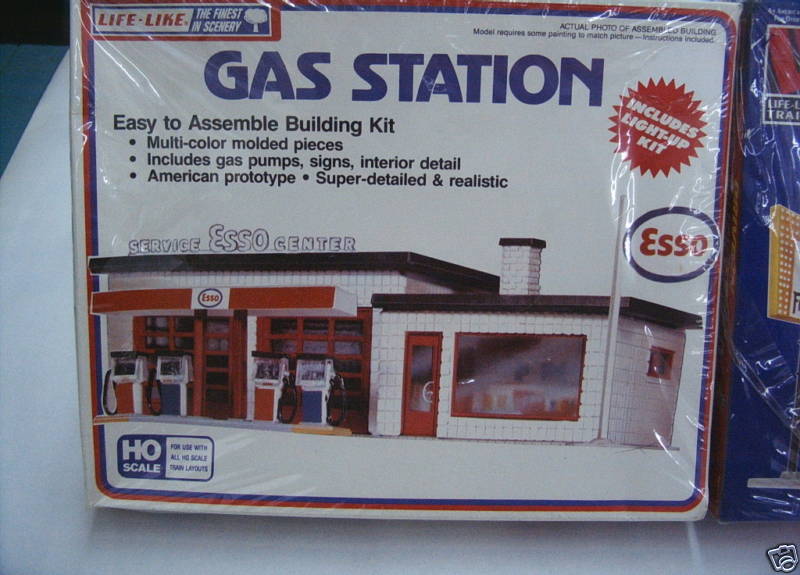 LIFE-LIKE THE FINEST
IN SCENERY
ACTUAL PHOTO OF ASSEMBLED BUILDING
Model requires some painting to match picture — Instructions included.
GAS STATION
Easy to Assemble Building Kit
• Multi-color molded pieces
• Includes gas pumps, signs, interior detail
• American prototype • Super-detailed & realistic
INCLUDES
LIGHT-UP
KIT
SERVICE Esso CENTER
Esso
Esso
HO
SCALE
FOR USE WITH
ALL HO SCALE
TRAIN LAYOUTS